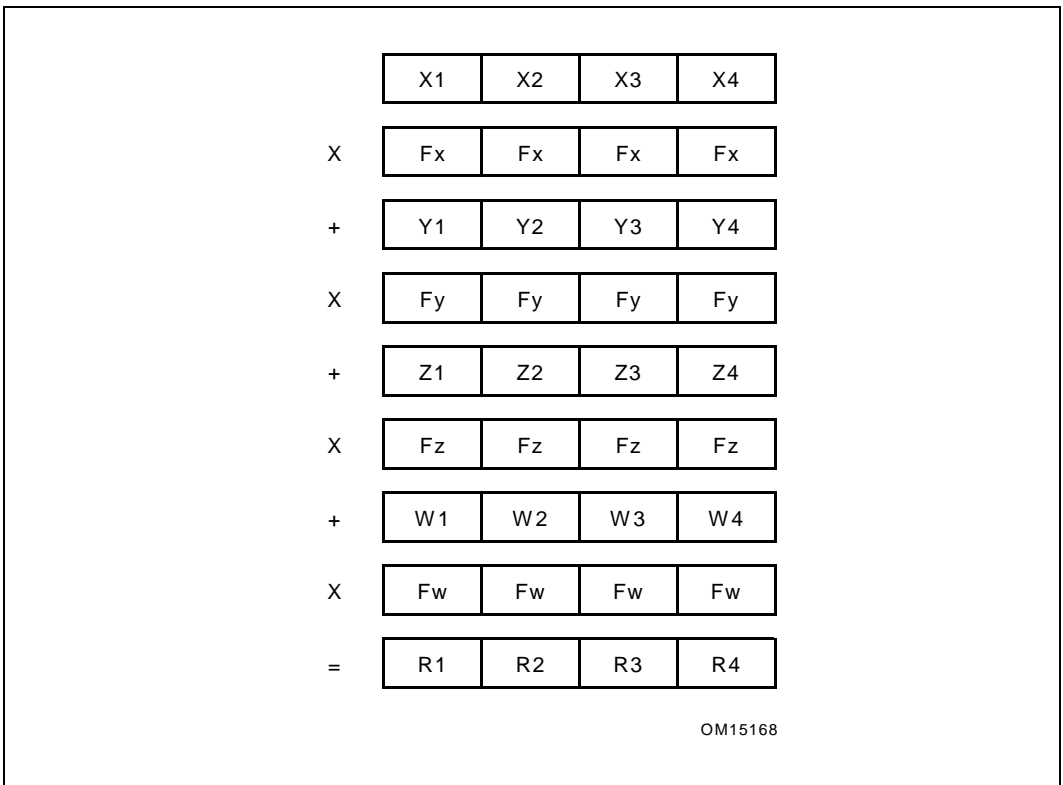 X1 X2 X3 X4
X Fx Fx Fx Fx
+ Y1 Y2 Y3 Y4
X Fy Fy Fy Fy
+ Z1 Z2 Z3 Z4
X Fz Fz Fz Fz
+ W1 W2 W3 W4
X Fw Fw Fw Fw
= R1 R2 R3 R4
OM15168